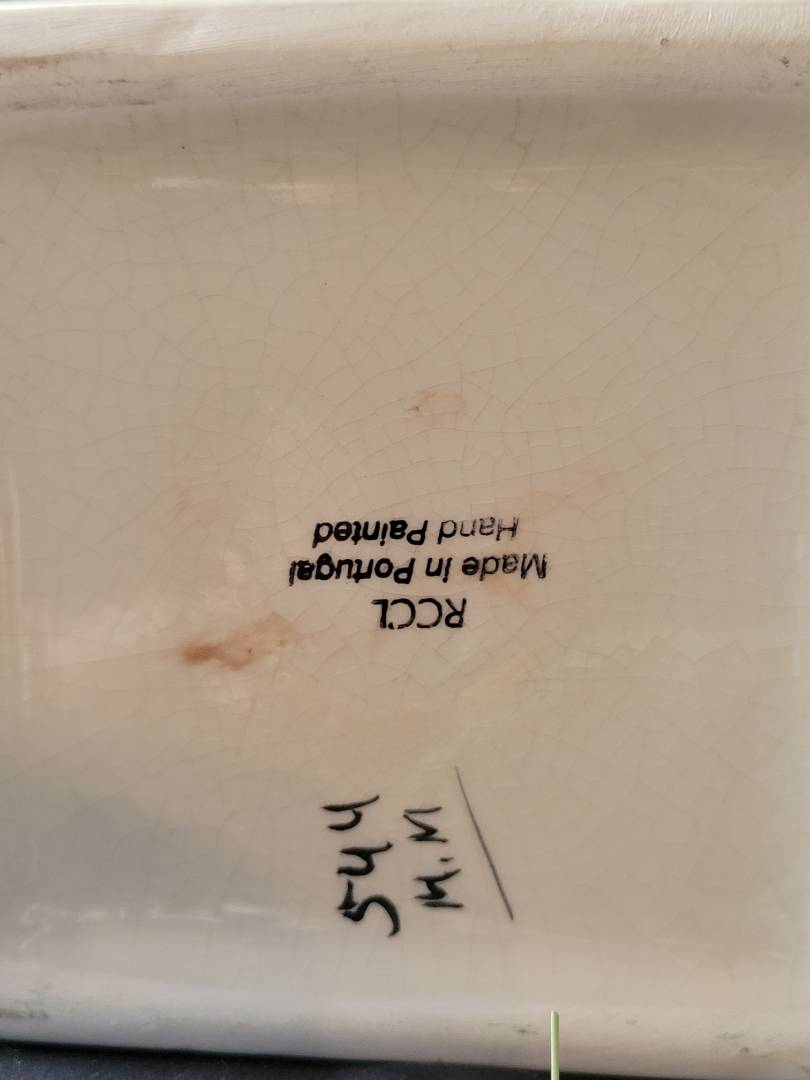 RCCL
Made in Portugal
Hand Painted
544
M.M